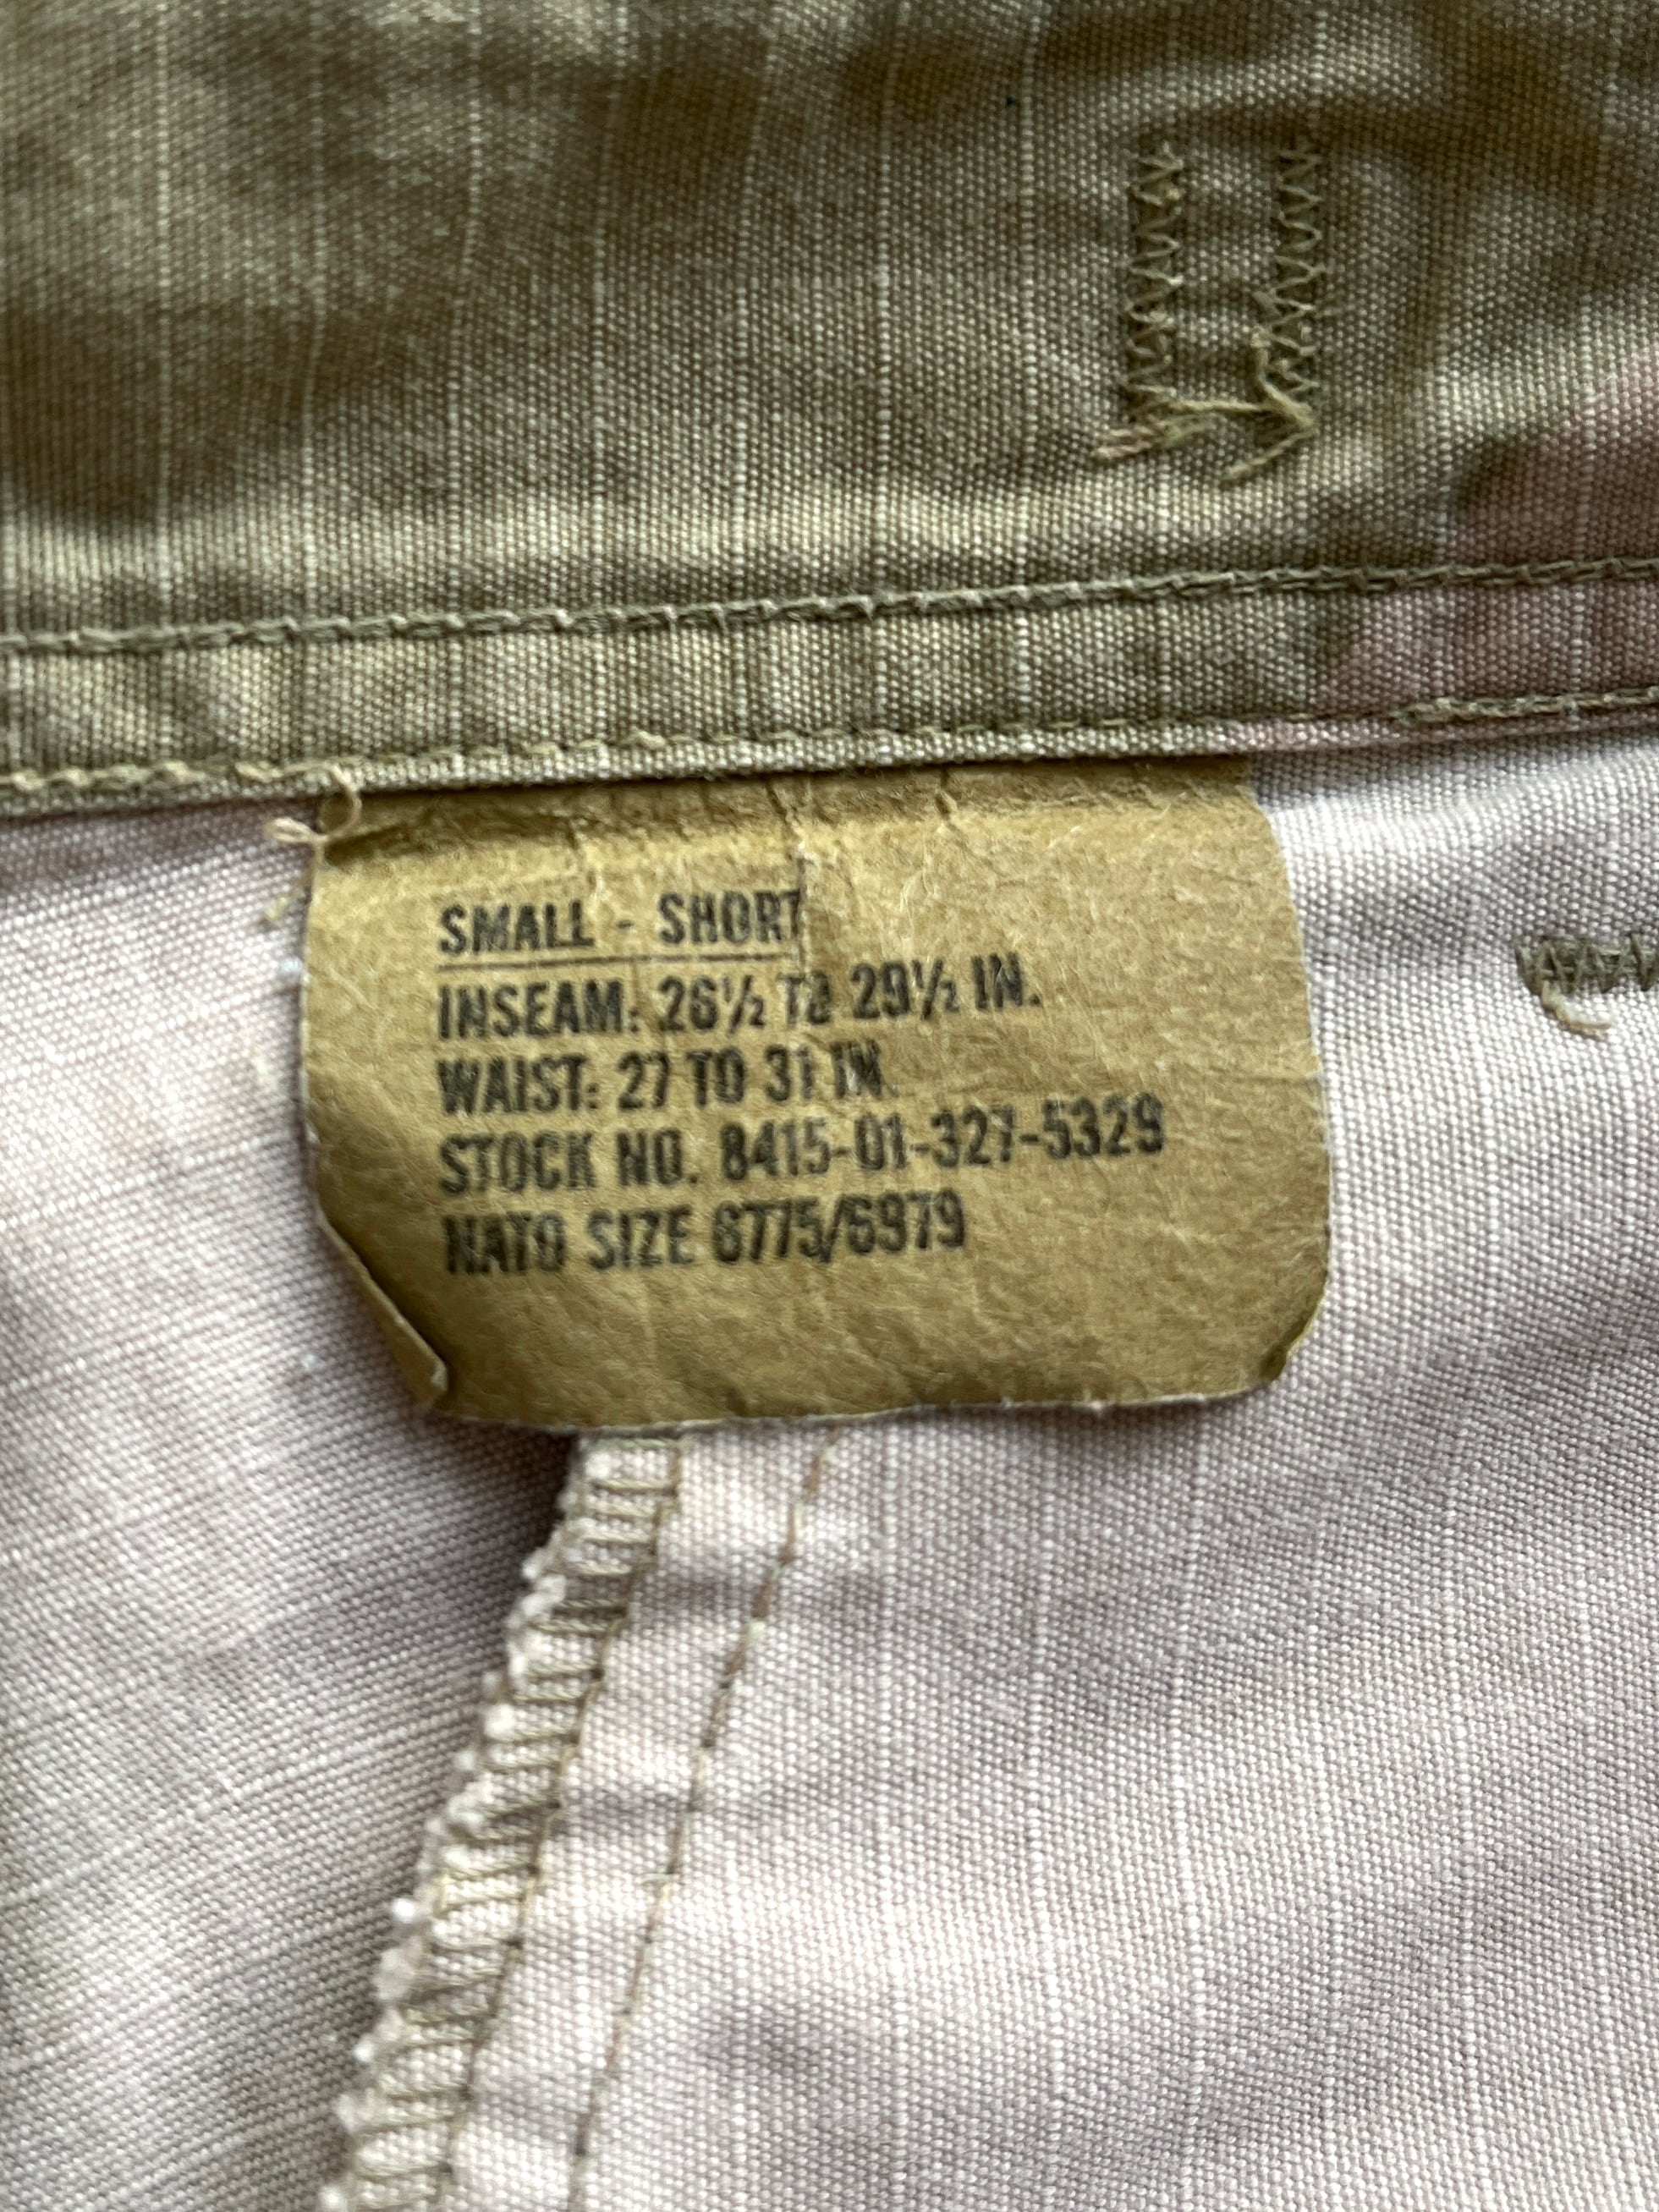 SMALL - SHORT
INSEAM: 26½ TO 29½ IN.
WAIST: 27 TO 31 IN.
STOCK NO. 8415-01-327-5329
NATO SIZE 6775/6979